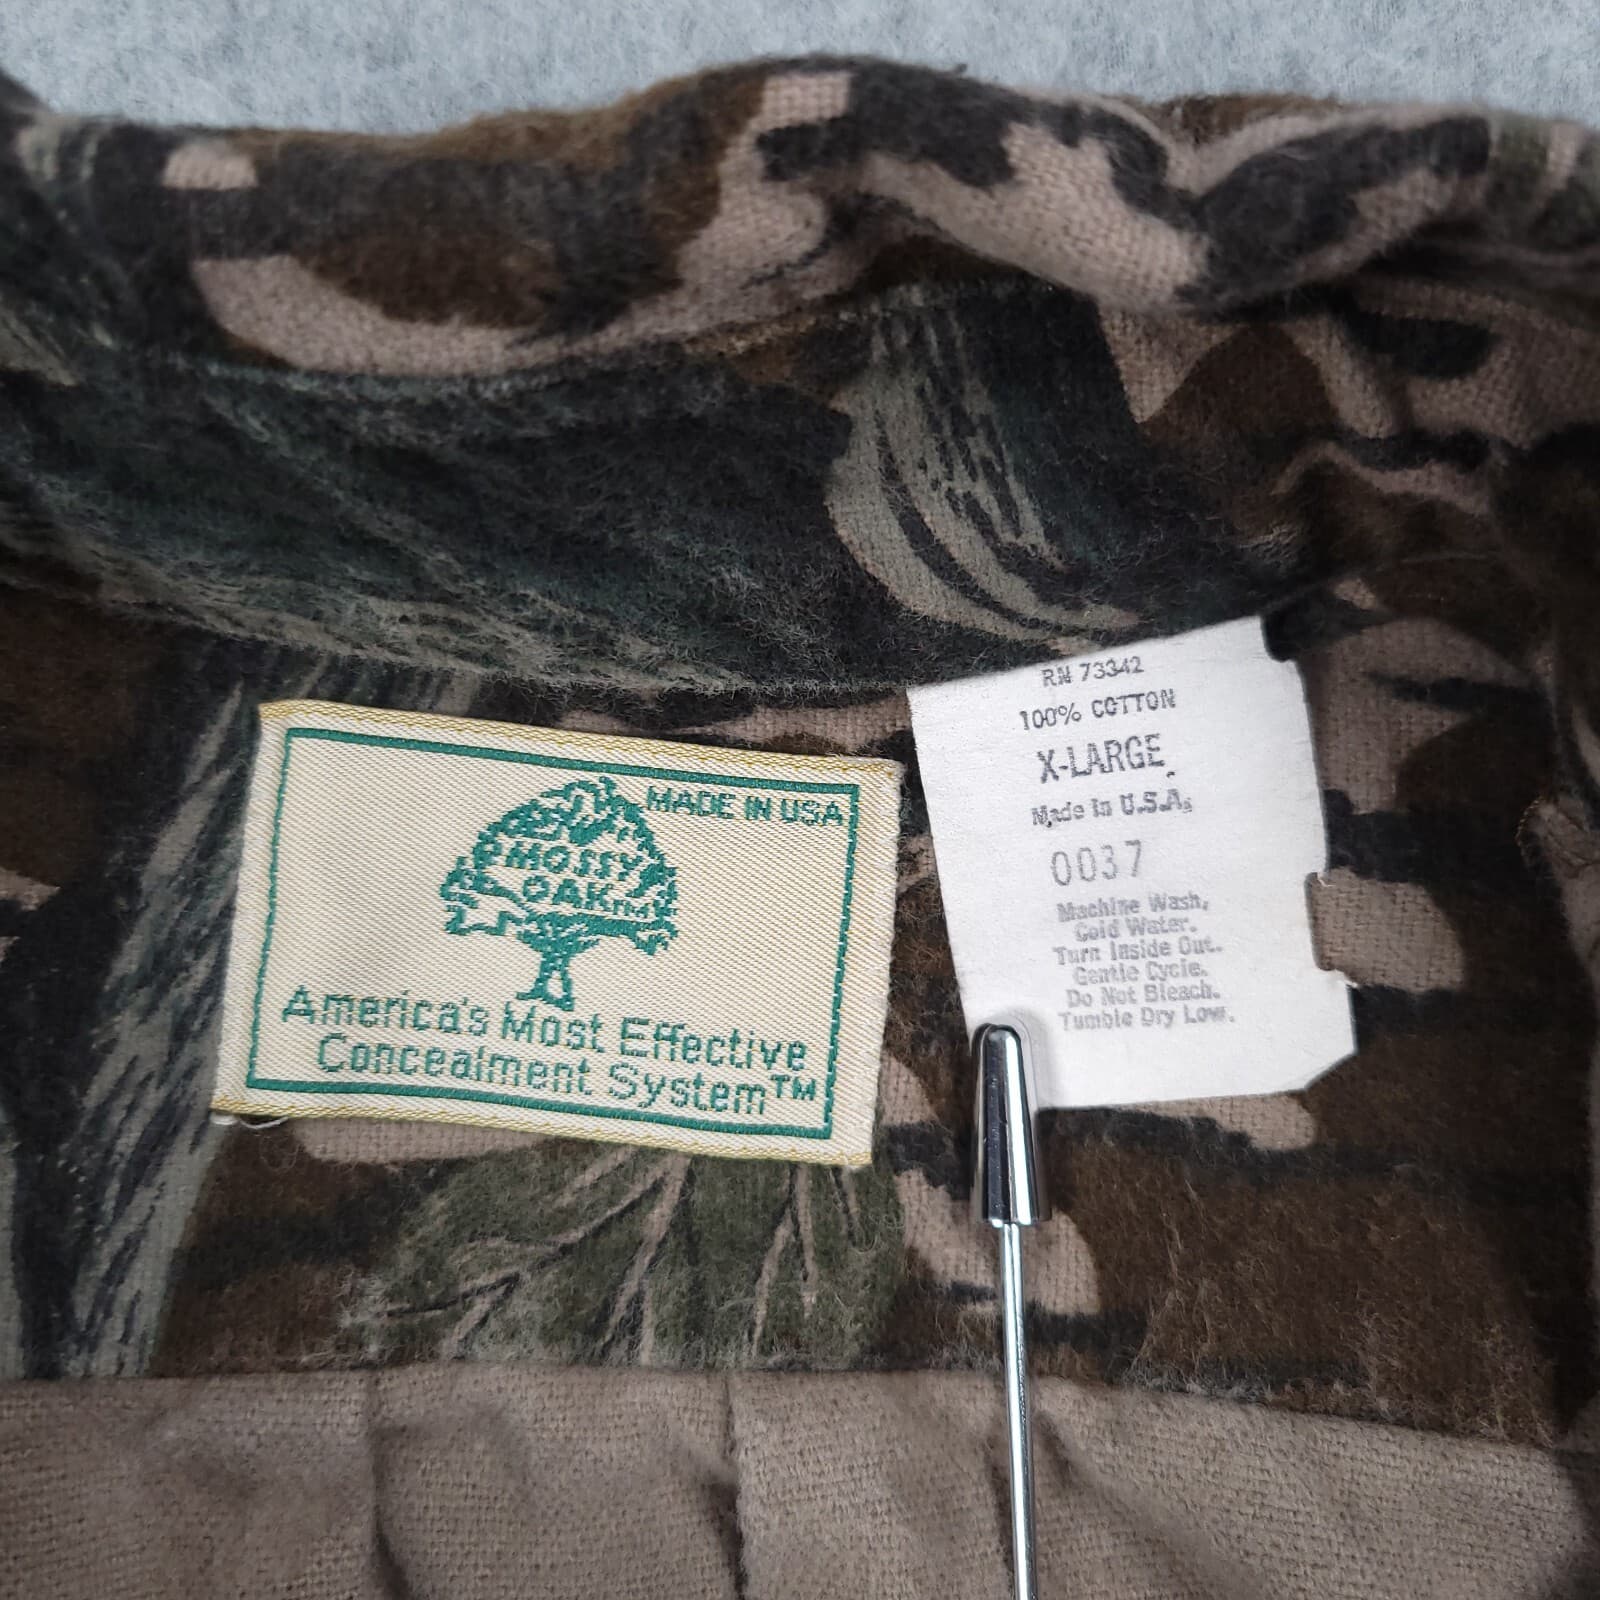 MADE IN USA
MOSSY
OAK
America's Most Effective
Concealment System™
RN 73342
100% COTTON
X-LARGE
Made in U.S.A.
0037
Machine Wash,
Cold Water.
Turn Inside Out.
Gentle Cycle.
Do Not Bleach.
Tumble Dry Low.